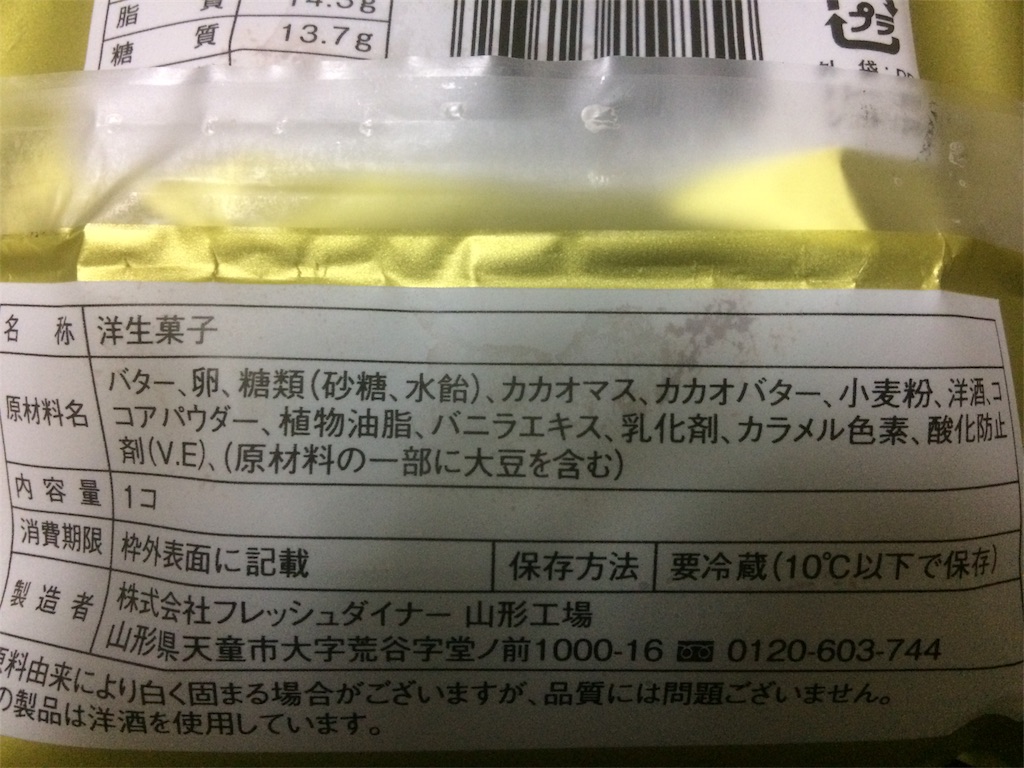 脂 質 14.3g
糖 質 13.7g
プラ
外 袋:PP
名 称 洋生菓子
原材料名 バター、卵、糖類(砂糖、水飴)、カカオマス、カカオバター、小麦粉、洋酒、コ
コアパウダー、植物油脂、バニラエキス、乳化剤、カラメル色素、酸化防止
剤(V.E)、(原材料の一部に大豆を含む)
内容量 1コ
消費期限 枠外表面に記載 保存方法 要冷蔵(10℃以下で保存)
製造者 株式会社フレッシュダイナー 山形工場
山形県天童市大字荒谷字堂ノ前1000-16 0120-603-744
原料由来により白く固まる場合がございますが、品質には問題ございません。
の製品は洋酒を使用しています。